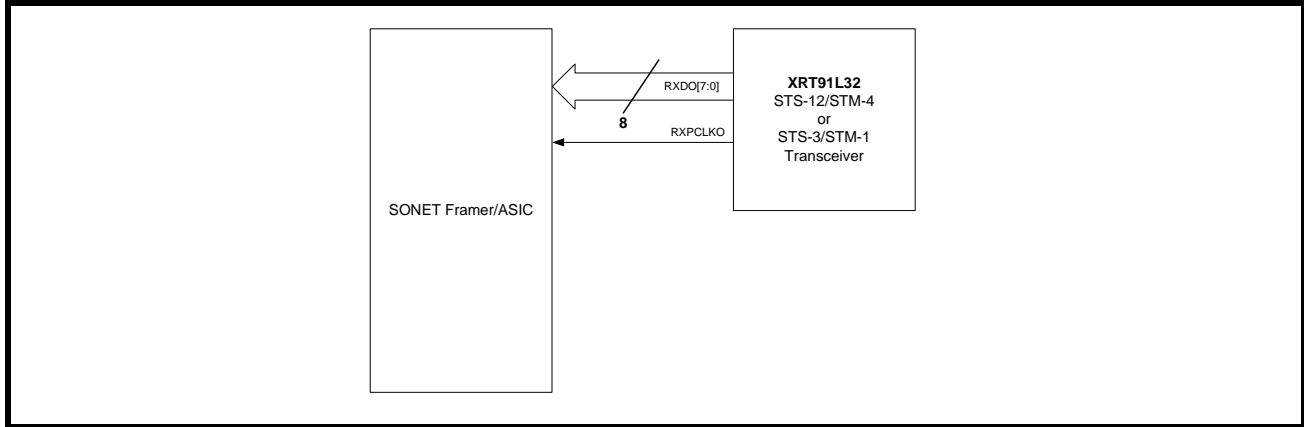 SONET Framer/ASIC
RXDO[7:0]
8
RXPCLKO
XRT91L32
STS-12/STM-4
or
STS-3/STM-1
Transceiver